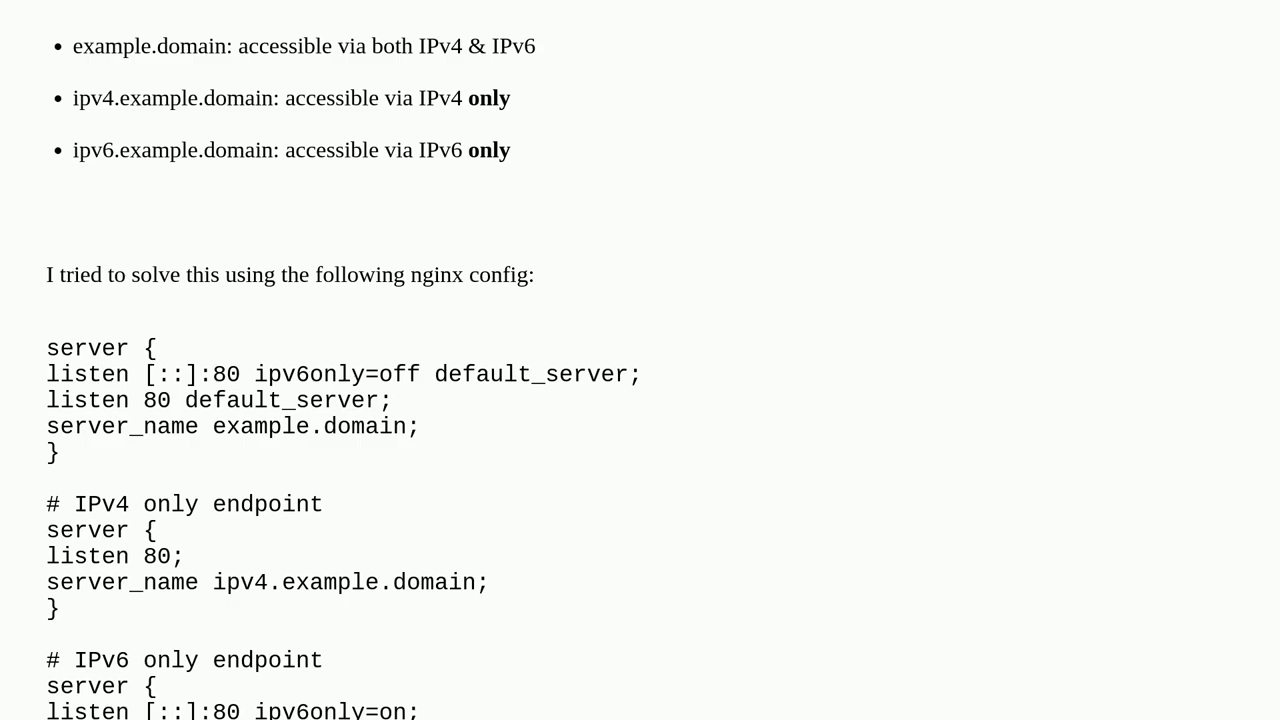 example.domain: accessible via both IPv4 & IPv6
ipv4.example.domain: accessible via IPv4 only
ipv6.example.domain: accessible via IPv6 only
I tried to solve this using the following nginx config:
server {
listen [::]:80 ipv6only=off default_server;
listen 80 default_server;
server_name example.domain;
}
# IPv4 only endpoint
server {
listen 80;
server_name ipv4.example.domain;
}
# IPv6 only endpoint
server {
listen [::]:80 ipv6only=on;